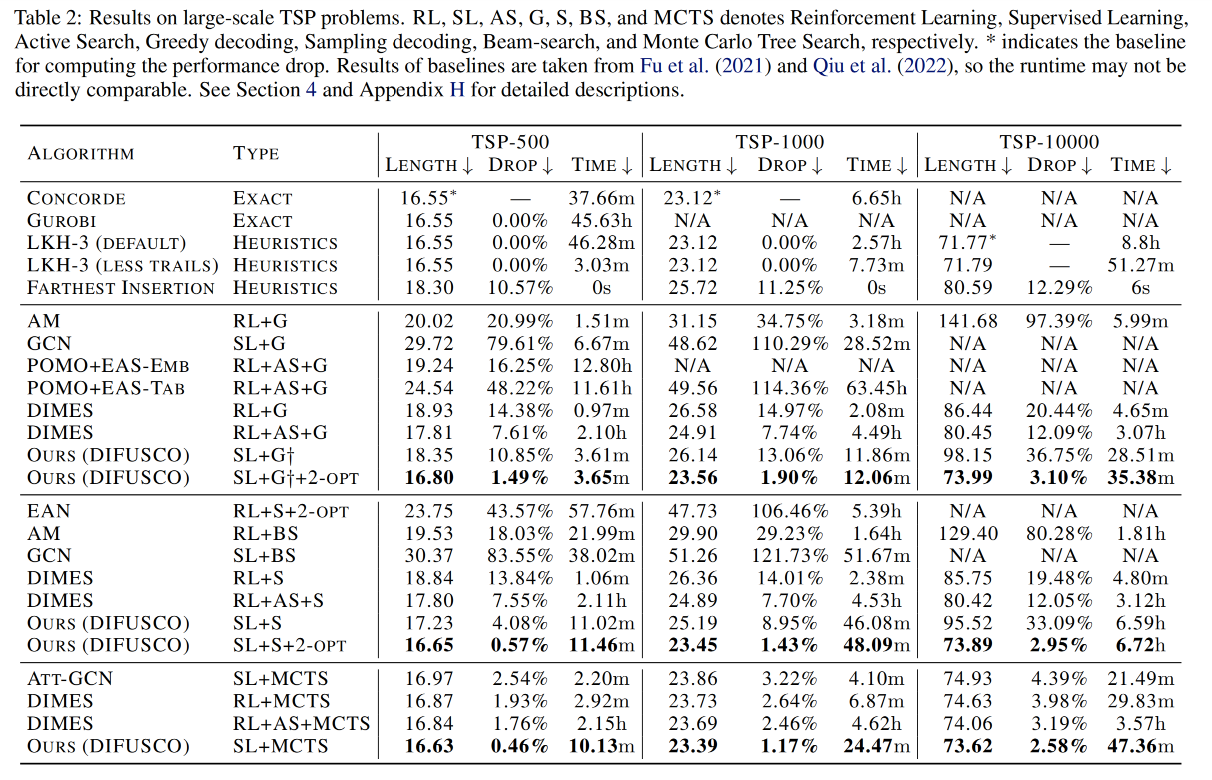 Table 2: Results on large-scale TSP problems. RL, SL, AS, G, S, BS, and MCTS denotes Reinforcement Learning, Supervised Learning,
Active Search, Greedy decoding, Sampling decoding, Beam-search, and Monte Carlo Tree Search, respectively. * indicates the baseline
for computing the performance drop. Results of baselines are taken from Fu et al. (2021) and Qiu et al. (2022), so the runtime may not be
directly comparable. See Section 4 and Appendix H for detailed descriptions.
ALGORITHM TYPE TSP-500 TSP-1000 TSP-10000
LENGTH ↓ DROP ↓ TIME ↓ LENGTH ↓ DROP ↓ TIME ↓ LENGTH ↓ DROP ↓ TIME ↓
CONCORDE EXACT 16.55* — 37.66m 23.12* — 6.65h N/A N/A N/A
GUROBI EXACT 16.55 0.00% 45.63h N/A N/A N/A N/A N/A N/A
LKH-3 (DEFAULT) HEURISTICS 16.55 0.00% 46.28m 23.12 0.00% 2.57h 71.77* — 8.8h
LKH-3 (LESS TRAILS) HEURISTICS 16.55 0.00% 3.03m 23.12 0.00% 7.73m 71.79 — 51.27m
FARTHEST INSERTION HEURISTICS 18.30 10.57% 0s 25.72 11.25% 0s 80.59 12.29% 6s
AM RL+G 20.02 20.99% 1.51m 31.15 34.75% 3.18m 141.68 97.39% 5.99m
GCN SL+G 29.72 79.61% 6.67m 48.62 110.29% 28.52m N/A N/A N/A
POMO+EAS-EMB RL+AS+G 19.24 16.25% 12.80h N/A N/A N/A N/A N/A N/A
POMO+EAS-TAB RL+AS+G 24.54 48.22% 11.61h 49.56 114.36% 63.45h N/A N/A N/A
DIMES RL+G 18.93 14.38% 0.97m 26.58 14.97% 2.08m 86.44 20.44% 4.65m
DIMES RL+AS+G 17.81 7.61% 2.10h 24.91 7.74% 4.49h 80.45 12.09% 3.07h
OURS (DIFUSCO) SL+G† 18.35 10.85% 3.61m 26.14 13.06% 11.86m 98.15 36.75% 28.51m
OURS (DIFUSCO) SL+G†+2-OPT 16.80 1.49% 3.65m 23.56 1.90% 12.06m 73.99 3.10% 35.38m
EAN RL+S+2-OPT 23.75 43.57% 57.76m 47.73 106.46% 5.39h N/A N/A N/A
AM RL+BS 19.53 18.03% 21.99m 29.90 29.23% 1.64h 129.40 80.28% 1.81h
GCN SL+BS 30.37 83.55% 38.02m 51.26 121.73% 51.67m N/A N/A N/A
DIMES RL+S 18.84 13.84% 1.06m 26.36 14.01% 2.38m 85.75 19.48% 4.80m
DIMES RL+AS+S 17.80 7.55% 2.11h 24.89 7.70% 4.53h 80.42 12.05% 3.12h
OURS (DIFUSCO) SL+S 17.23 4.08% 11.02m 25.19 8.95% 46.08m 95.52 33.09% 6.59h
OURS (DIFUSCO) SL+S+2-OPT 16.65 0.57% 11.46m 23.45 1.43% 48.09m 73.89 2.95% 6.72h
ATT-GCN SL+MCTS 16.97 2.54% 2.20m 23.86 3.22% 4.10m 74.93 4.39% 21.49m
DIMES RL+MCTS 16.87 1.93% 2.92m 23.73 2.64% 6.87m 74.63 3.98% 29.83m
DIMES RL+AS+MCTS 16.84 1.76% 2.15h 23.69 2.46% 4.62h 74.06 3.19% 3.57h
OURS (DIFUSCO) SL+MCTS 16.63 0.46% 10.13m 23.39 1.17% 24.47m 73.62 2.58% 47.36m